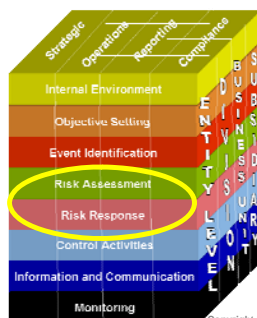 Strategic
Operations
Reporting
Compliance
Internal Environment
Objective Setting
Event Identification
Risk Assessment
Risk Response
Control Activities
Information and Communication
Monitoring
ENTITY LEVEL
DIVISION
BUSINESS UNIT
SUBSIDIARY